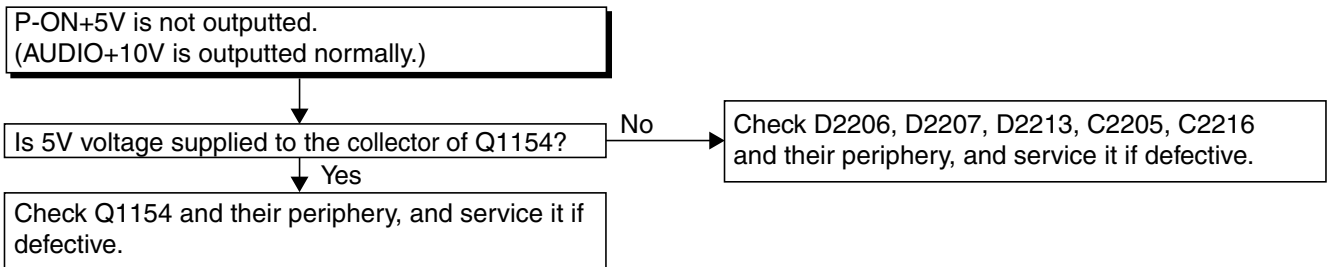 P-ON+5V is not outputted.
(AUDIO+10V is outputted normally.)
Is 5V voltage supplied to the collector of Q1154?
No
Check D2206, D2207, D2213, C2205, C2216
and their periphery, and service it if defective.
Yes
Check Q1154 and their periphery, and service it if
defective.